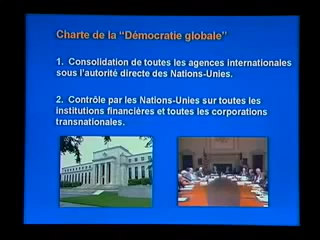 Charte de la “Démocratie globale”
1. Consolidation de toutes les agences internationales
sous l’autorité directe des Nations-Unies.
2. Contrôle par les Nations-Unies sur toutes les
institutions financières et toutes les corporations
transnationales.